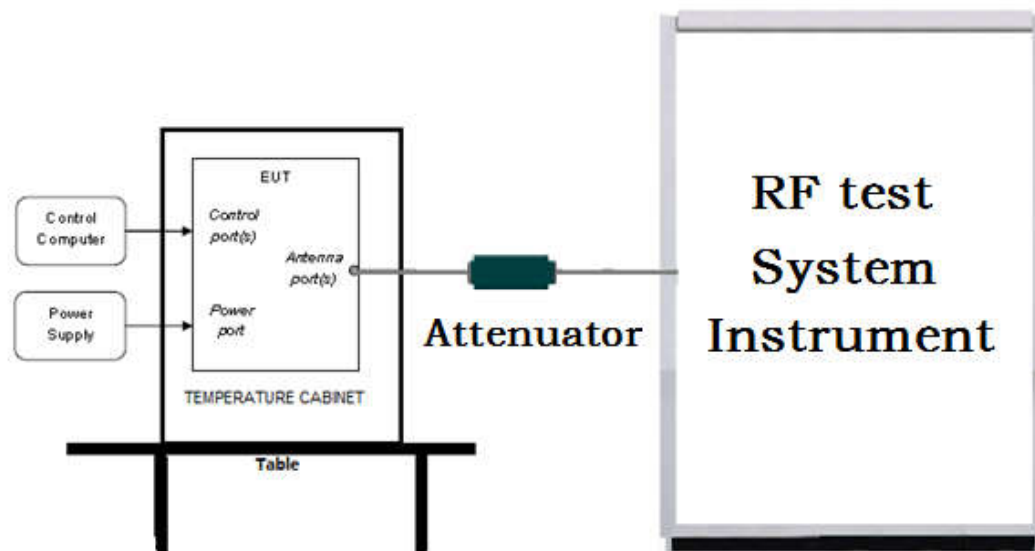 Control
Computer
Power
Supply
EUT
Control
port(s)
Antenna
port(s)
Power
port
TEMPERATURE CABINET
Table
Attenuator
RF test
System
Instrument